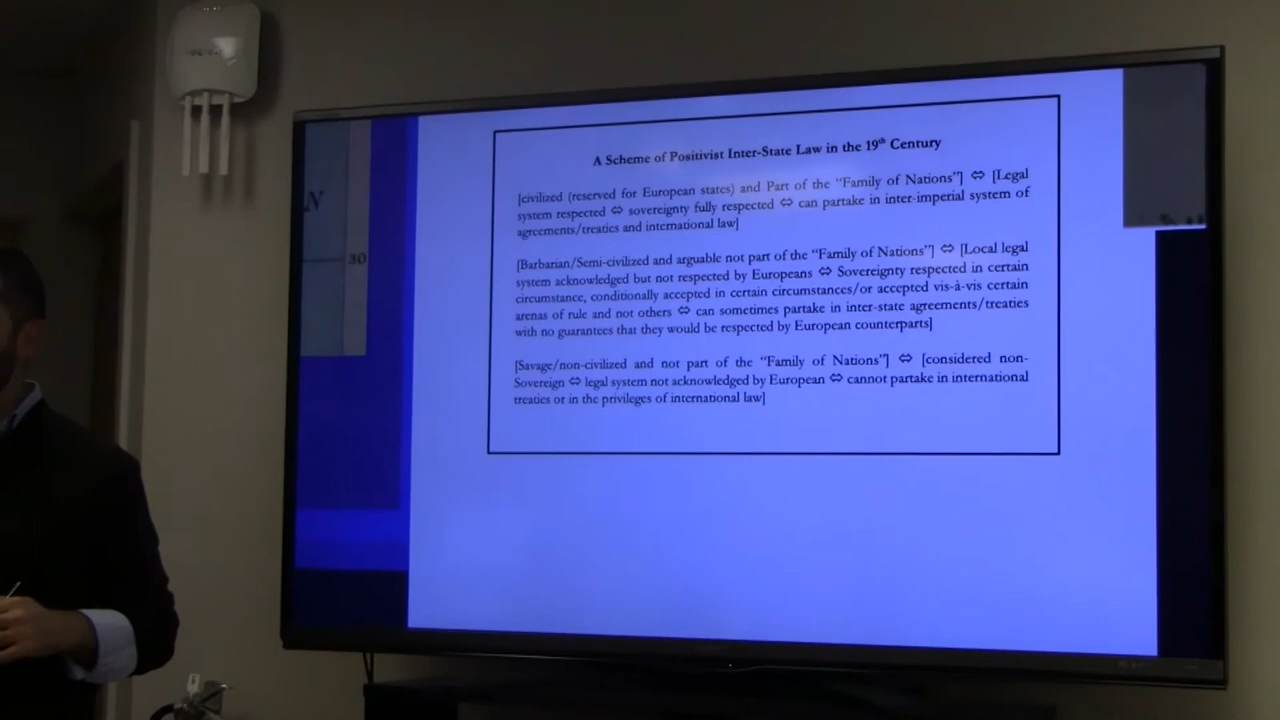 A Scheme of Positivist Inter-State Law in the 19th Century
[civilized (reserved for European states) and Part of the “Family of Nations”] ⇔ [Legal
system respected ⇔ sovereignty fully respected ⇔ can partake in inter-imperial system of
agreements/treaties and international law]
[Barbarian/Semi-civilized and arguable not part of the “Family of Nations”] ⇔ [Local legal
system acknowledged but not respected by Europeans ⇔ Sovereignty respected in certain
circumstance, conditionally accepted in certain circumstances/or accepted vis-à-vis certain
arenas of rule and not others ⇔ can sometimes partake in inter-state agreements/treaties
with no guarantees that they would be respected by European counterparts]
[Savage/non-civilized and not part of the “Family of Nations”] ⇔ [considered non-
Sovereign ⇔ legal system not acknowledged by European ⇔ cannot partake in international
treaties or in the privileges of international law]
N
30